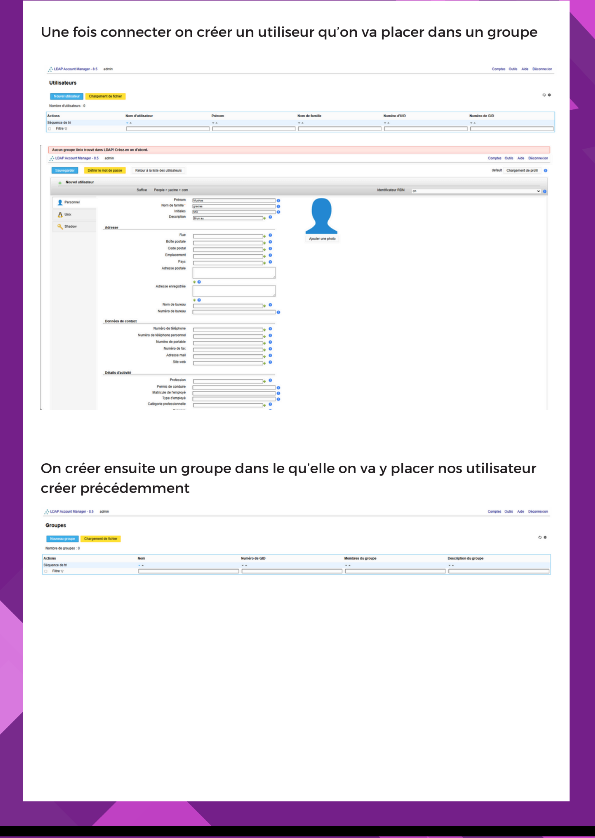 Une fois connecter on créer un utiliseur qu'on va placer dans un groupe
LDAP Account Manager - 8.5 admin Comptes Outils Aide Déconnexion
Utilisateurs
Nouvel utilisateur Chargement de fichier
Nombre d'utilisateurs : 0
Actions Nom d'utilisateur Prénom Nom de famille Numéro d'UID Numéro de GID
Séquence de tri
Filtre
Aucun groupe Unix trouvé dans LDAP! Créez-en un d'abord.
LDAP Account Manager - 8.5 admin Comptes Outils Aide Déconnexion
Sauvegarder Définir le mot de passe Retour à la liste des utilisateurs default Chargement de profil
Nouvel utilisateur
Suffixe People > Identificateur RDN
Personnel
Unix
Shadow
Prénom
Nom de famille
Initiales
Description
Ajouter une photo
Adresse
Rue
Boîte postale
Code postal
Emplacement
Pays
Adresse postale
Adresse enregistrée
Nom de bureau
Numéro de bureau
Données de contact
Numéro de téléphone
Numéro de téléphone personnel
Numéro de portable
Numéro de fax
Adresse mail
Site web
Détails d'activité
Profession
Permis de conduire
Matricule de l'employé
Type d'employé
Catégorie professionnelle
On créer ensuite un groupe dans le qu'elle on va y placer nos utilisateur
créer précédemment
LDAP Account Manager - 8.5 admin Comptes Outils Aide Déconnexion
Groupes
Nouveau groupe Chargement de fichier
Nombre de groupes : 0
Actions Nom Numéro de GID Membres du groupe Description du groupe
Séquence de tri
Filtre